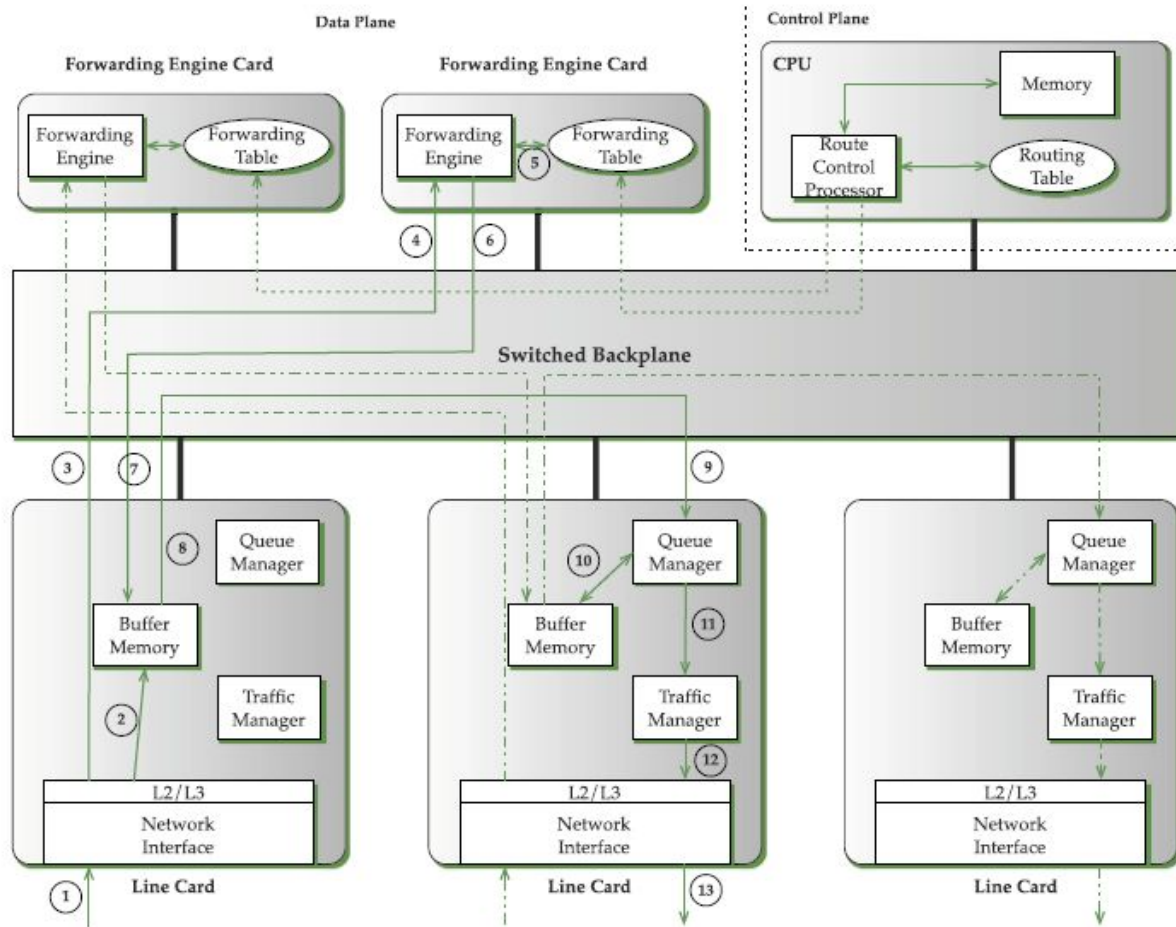 Data Plane
Control Plane
Forwarding Engine Card
Forwarding Engine Card
CPU
Memory
Forwarding
Engine
Forwarding
Table
Forwarding
Engine
5
Forwarding
Table
Route
Control
Processor
Routing
Table
4
6
Switched Backplane
3
7
9
8
Queue
Manager
10
Queue
Manager
Queue
Manager
Buffer
Memory
Buffer
Memory
11
Buffer
Memory
2
Traffic
Manager
Traffic
Manager
Traffic
Manager
12
L2/L3
Network
Interface
L2/L3
Network
Interface
L2/L3
Network
Interface
1
Line Card
Line Card
13
Line Card